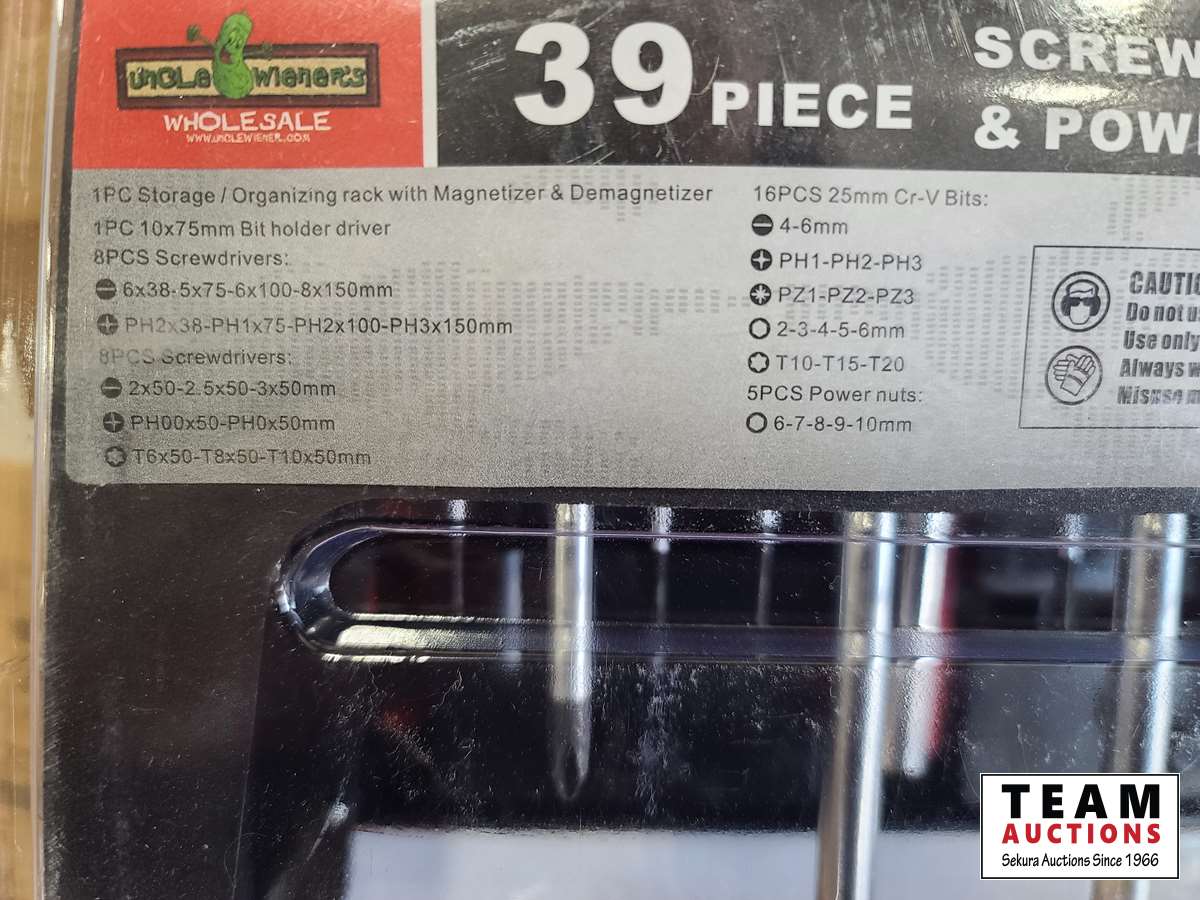 UNCLE WIENER'S
WHOLESALE
WWW.UNCLEWIENER.COM
39 PIECE
SCREW
& POW
1PC Storage / Organizing rack with Magnetizer & Demagnetizer
1PC 10x75mm Bit holder driver
8PCS Screwdrivers:
6x38-5x75-6x100-8x150mm
PH2x38-PH1x75-PH2x100-PH3x150mm
8PCS Screwdrivers:
2x50-2.5x50-3x50mm
PH00x50-PH0x50mm
T6x50-T8x50-T10x50mm
16PCS 25mm Cr-V Bits:
4-6mm
PH1-PH2-PH3
PZ1-PZ2-PZ3
2-3-4-5-6mm
T10-T15-T20
5PCS Power nuts:
6-7-8-9-10mm
CAUTIO
Do not us
Use only
Always w
Misuse m
TEAM
AUCTIONS
Sekura Auctions Since 1966